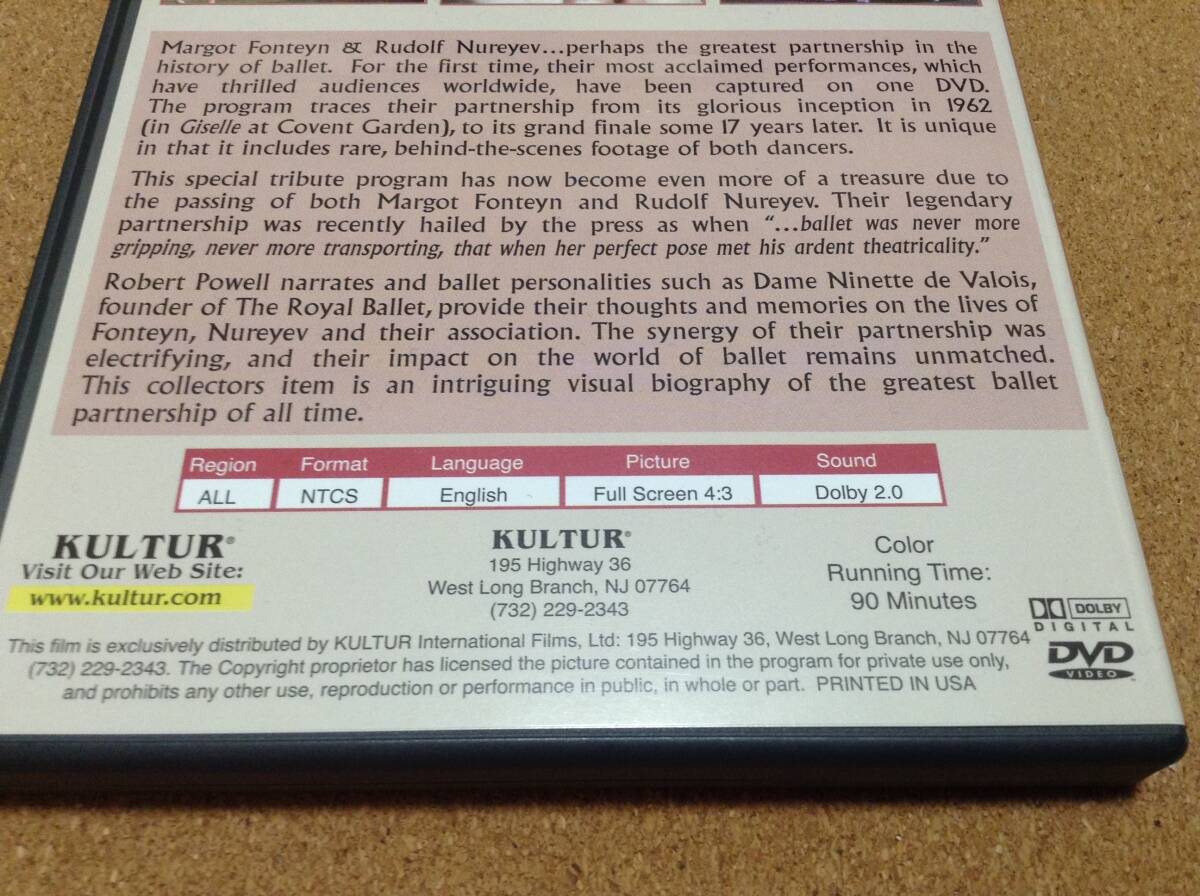 Margot Fonteyn & Rudolf Nureyev...perhaps the greatest partnership in the
history of ballet. For the first time, their most acclaimed performances, which
have thrilled audiences worldwide, have been captured on one DVD.
The program traces their partnership from its glorious inception in 1962
(in Giselle at Covent Garden), to its grand finale some 17 years later. It is unique
in that it includes rare, behind-the-scenes footage of both dancers.
This special tribute program has now become even more of a treasure due to
the passing of both Margot Fonteyn and Rudolf Nureyev. Their legendary
partnership was recently hailed by the press as when "...ballet was never more
gripping, never more transporting, that when her perfect pose met his ardent theatricality."
Robert Powell narrates and ballet personalities such as Dame Ninette de Valois,
founder of The Royal Ballet, provide their thoughts and memories on the lives of
Fonteyn, Nureyev and their association. The synergy of their partnership was
electrifying, and their impact on the world of ballet remains unmatched.
This collectors item is an intriguing visual biography of the greatest ballet
partnership of all time.
Region Format Language Picture Sound
ALL NTCS English Full Screen 4:3 Dolby 2.0
KULTUR®
Visit Our Web Site:
www.kultur.com
KULTUR®
195 Highway 36
West Long Branch, NJ 07764
(732) 229-2343
Color
Running Time:
90 Minutes
DOLBY
DIGITAL
DVD
VIDEO
This film is exclusively distributed by KULTUR International Films, Ltd: 195 Highway 36, West Long Branch, NJ 07764
(732) 229-2343. The Copyright proprietor has licensed the picture contained in the program for private use only,
and prohibits any other use, reproduction or performance in public, in whole or part. PRINTED IN USA